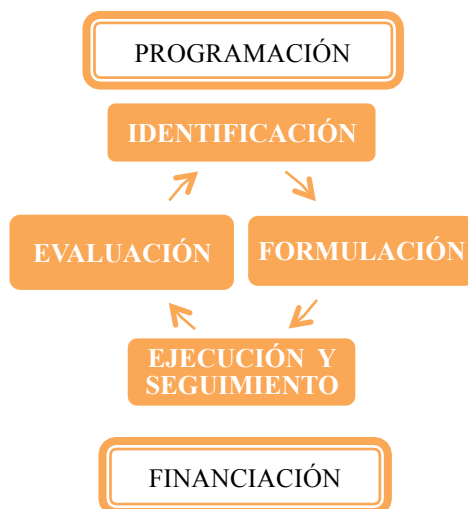 PROGRAMACIÓN
IDENTIFICACIÓN
EVALUACIÓN
FORMULACIÓN
EJECUCIÓN Y
SEGUIMIENTO
FINANCIACIÓN